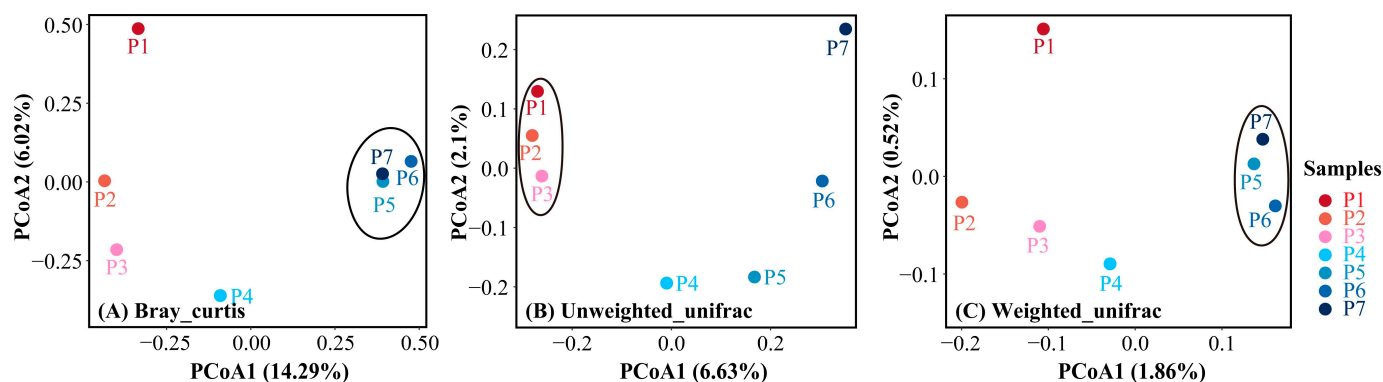 0.50
0.25
0.00
−0.25
PCoA2 (6.02%)
P1
P2
P3
P4
P7
P6
P5
(A) Bray_curtis
−0.25
0.00
0.25
0.50
PCoA1 (14.29%)
0.2
0.1
0.0
−0.1
−0.2
PCoA2 (2.1%)
P7
P1
P2
P3
P6
P4
P5
(B) Unweighted_unifrac
−0.2
0.0
0.2
PCoA1 (6.63%)
0.1
0.0
−0.1
PCoA2 (0.52%)
P1
P7
P5
P6
P2
P3
P4
(C) Weighted_unifrac
−0.2
−0.1
0.0
0.1
PCoA1 (1.86%)
Samples
P1
P2
P3
P4
P5
P6
P7